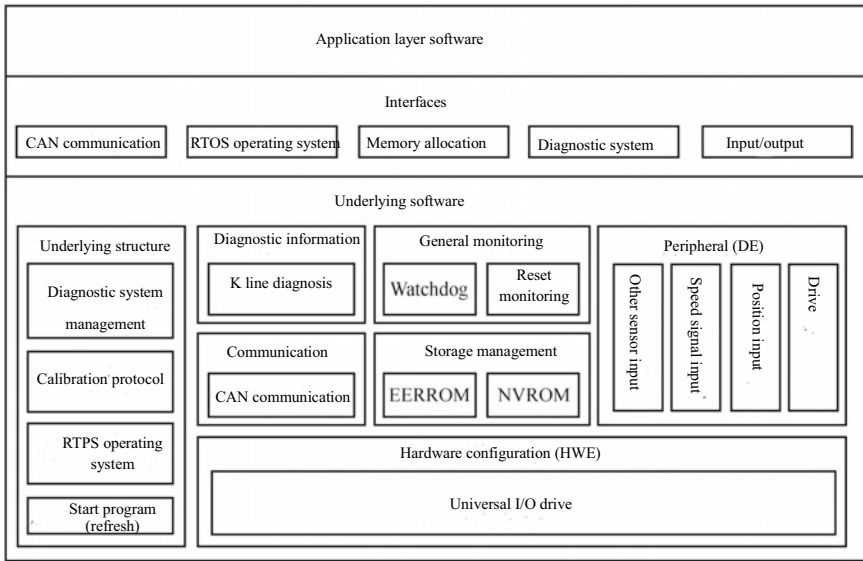 Application layer software
Interfaces
CAN communication
RTOS operating system
Memory allocation
Diagnostic system
Input/output
Underlying software
Underlying structure
Diagnostic system
management
Calibration protocol
RTPS operating
system
Start program
(refresh)
Diagnostic information
K line diagnosis
General monitoring
Watchdog
Reset
monitoring
Communication
CAN communication
Storage management
EERROM
NVROM
Peripheral (DE)
Other sensor input
Speed signal input
Position input
Drive
Hardware configuration (HWE)
Universal I/O drive